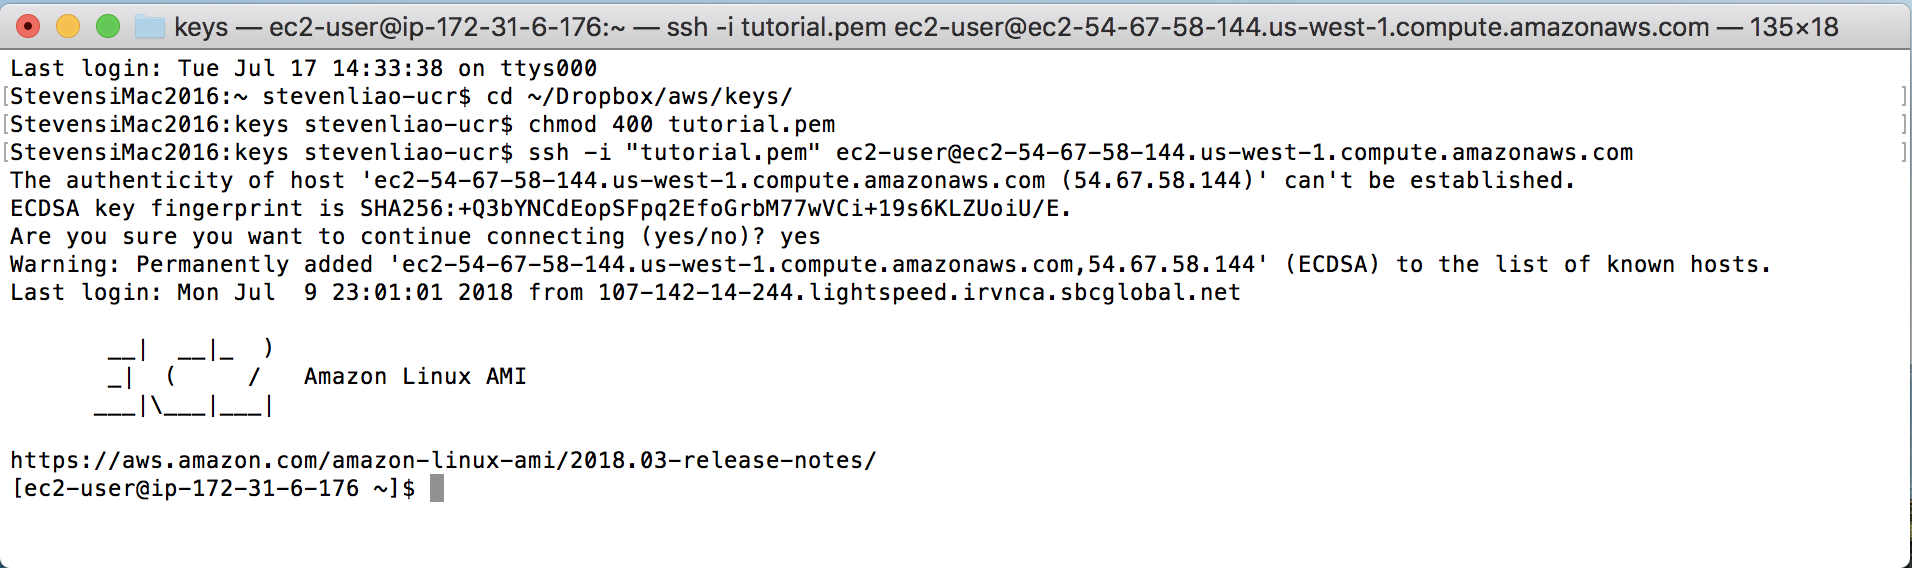 keys — ec2-user@ip-172-31-6-176:~ — ssh -i tutorial.pem ec2-user@ec2-54-67-58-144.us-west-1.compute.amazonaws.com — 135×18
Last login: Tue Jul 17 14:33:38 on ttys000
[StevensiMac2016:~ stevenliao-ucr$ cd ~/Dropbox/aws/keys/ ]
[StevensiMac2016:keys stevenliao-ucr$ chmod 400 tutorial.pem ]
[StevensiMac2016:keys stevenliao-ucr$ ssh -i "tutorial.pem" ec2-user@ec2-54-67-58-144.us-west-1.compute.amazonaws.com ]
The authenticity of host 'ec2-54-67-58-144.us-west-1.compute.amazonaws.com (54.67.58.144)' can't be established.
ECDSA key fingerprint is SHA256:+Q3bYNCdEopSFpq2EfoGrbM77wVCi+19s6KLZUoiU/E.
Are you sure you want to continue connecting (yes/no)? yes
Warning: Permanently added 'ec2-54-67-58-144.us-west-1.compute.amazonaws.com,54.67.58.144' (ECDSA) to the list of known hosts.
Last login: Mon Jul  9 23:01:01 2018 from 107-142-14-244.lightspeed.irvnca.sbcglobal.net

       __|  __|_  )
       _|  (     /   Amazon Linux AMI
      ___|\___|___|

https://aws.amazon.com/amazon-linux-ami/2018.03-release-notes/
[ec2-user@ip-172-31-6-176 ~]$